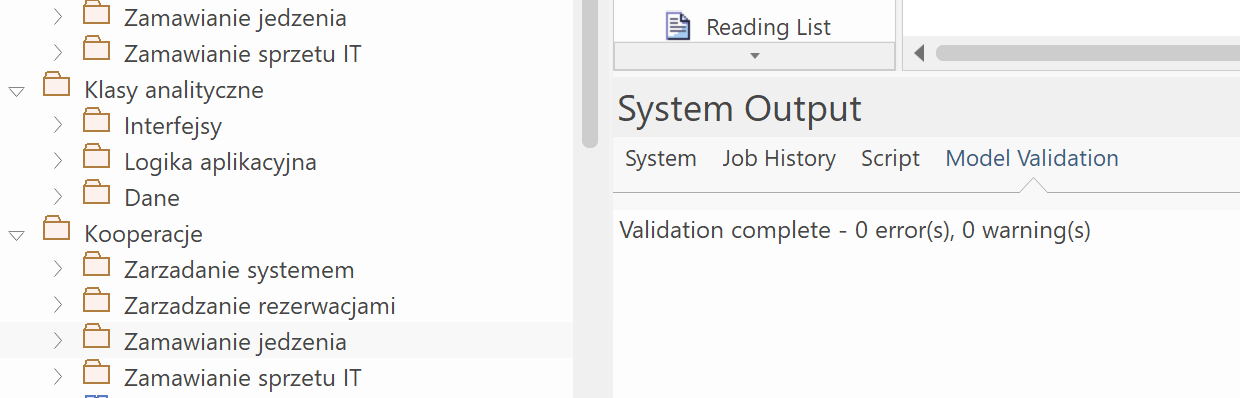 Zamawianie jedzenia
Zamawianie sprzetu IT
Klasy analityczne
Interfejsy
Logika aplikacyjna
Dane
Kooperacje
Zarzadanie systemem
Zarzadzanie rezerwacjami
Zamawianie jedzenia
Zamawianie sprzetu IT
Reading List
System Output
System Job History Script Model Validation
Validation complete - 0 error(s), 0 warning(s)